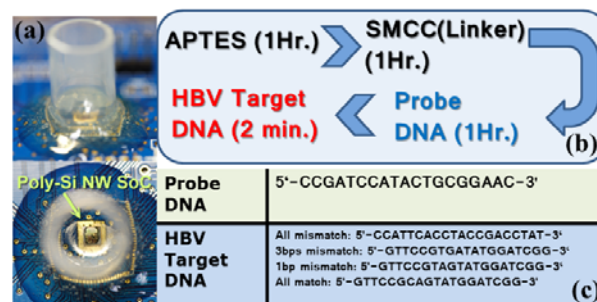 (a)
Poly-Si NW SoC
APTES (1Hr.)
SMCC(Linker)
(1Hr.)
HBV Target
DNA (2 min.)
Probe
DNA (1Hr.)
(b)
Probe
DNA
5'-CCGATCCATACTGCGGAAC-3'
HBV
Target
DNA
All mismatch: 5'-CCATTCACCTACCGACCTAT-3'
3bps mismatch: 5'-GTTCCGTGATATGGATCGG-3'
1bp mismatch: 5'-GTTCCGTAGTATGGATCGG-3'
All match: 5'-GTTCCGCAGTATGGATCGG-3'
(c)